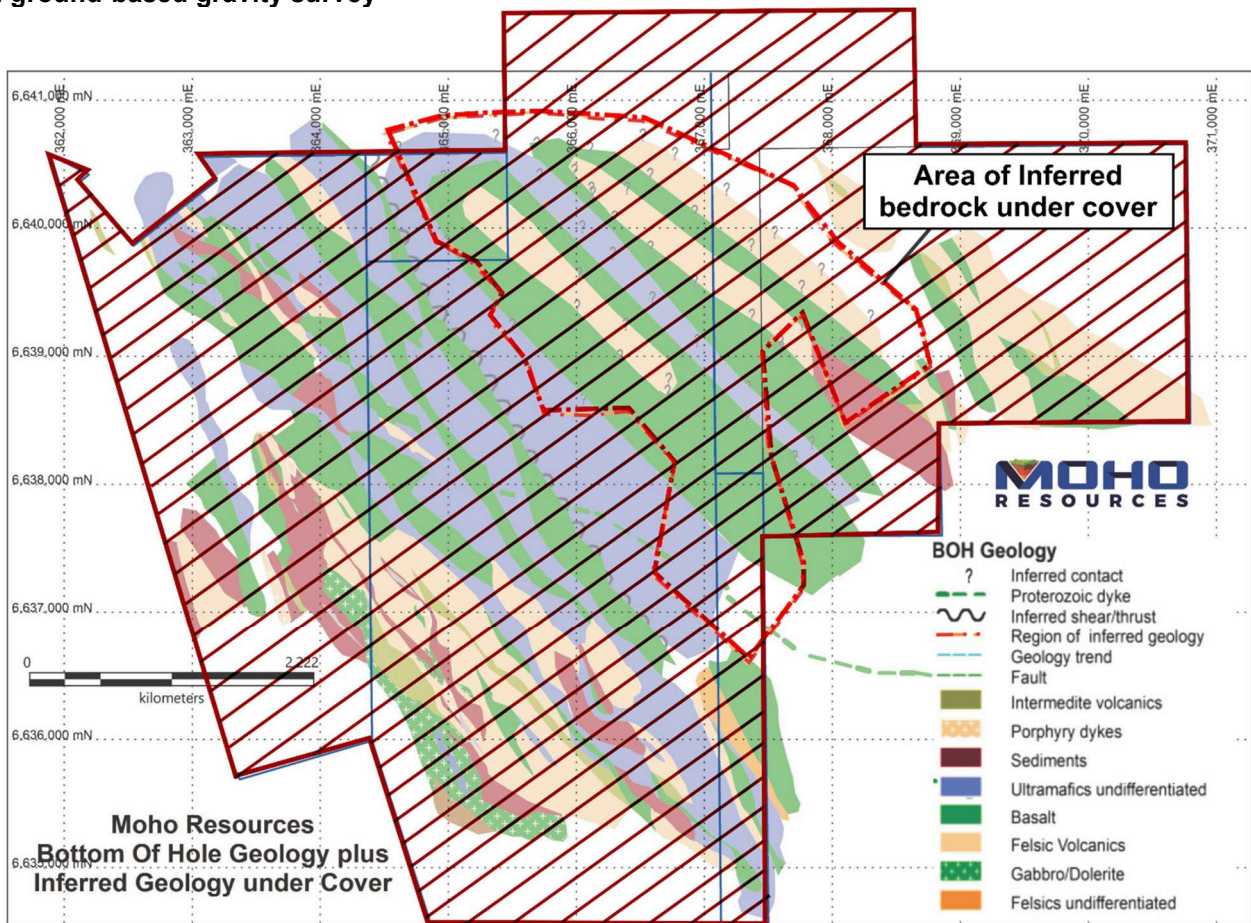 ground-based gravity survey
6,641,000 mN
362,000 mE
363,000 mE
364,000 mE
365,000 mE
366,000 mE
367,000 mE
368,000 mE
369,000 mE
370,000 mE
371,000 mE
Area of Inferred
bedrock under cover
6,640,000 mN
6,639,000 mN
6,638,000 mN
6,637,000 mN
6,636,000 mN
6,635,000 mN
0 2,222
kilometers
Moho Resources
Bottom Of Hole Geology plus
Inferred Geology under Cover
MOHO
RESOURCES
BOH Geology
? Inferred contact
Proterozoic dyke
Inferred shear/thrust
Region of inferred geology
Geology trend
Fault
Intermedite volcanics
Porphyry dykes
Sediments
Ultramafics undifferentiated
Basalt
Felsic Volcanics
Gabbro/Dolerite
Felsics undifferentiated